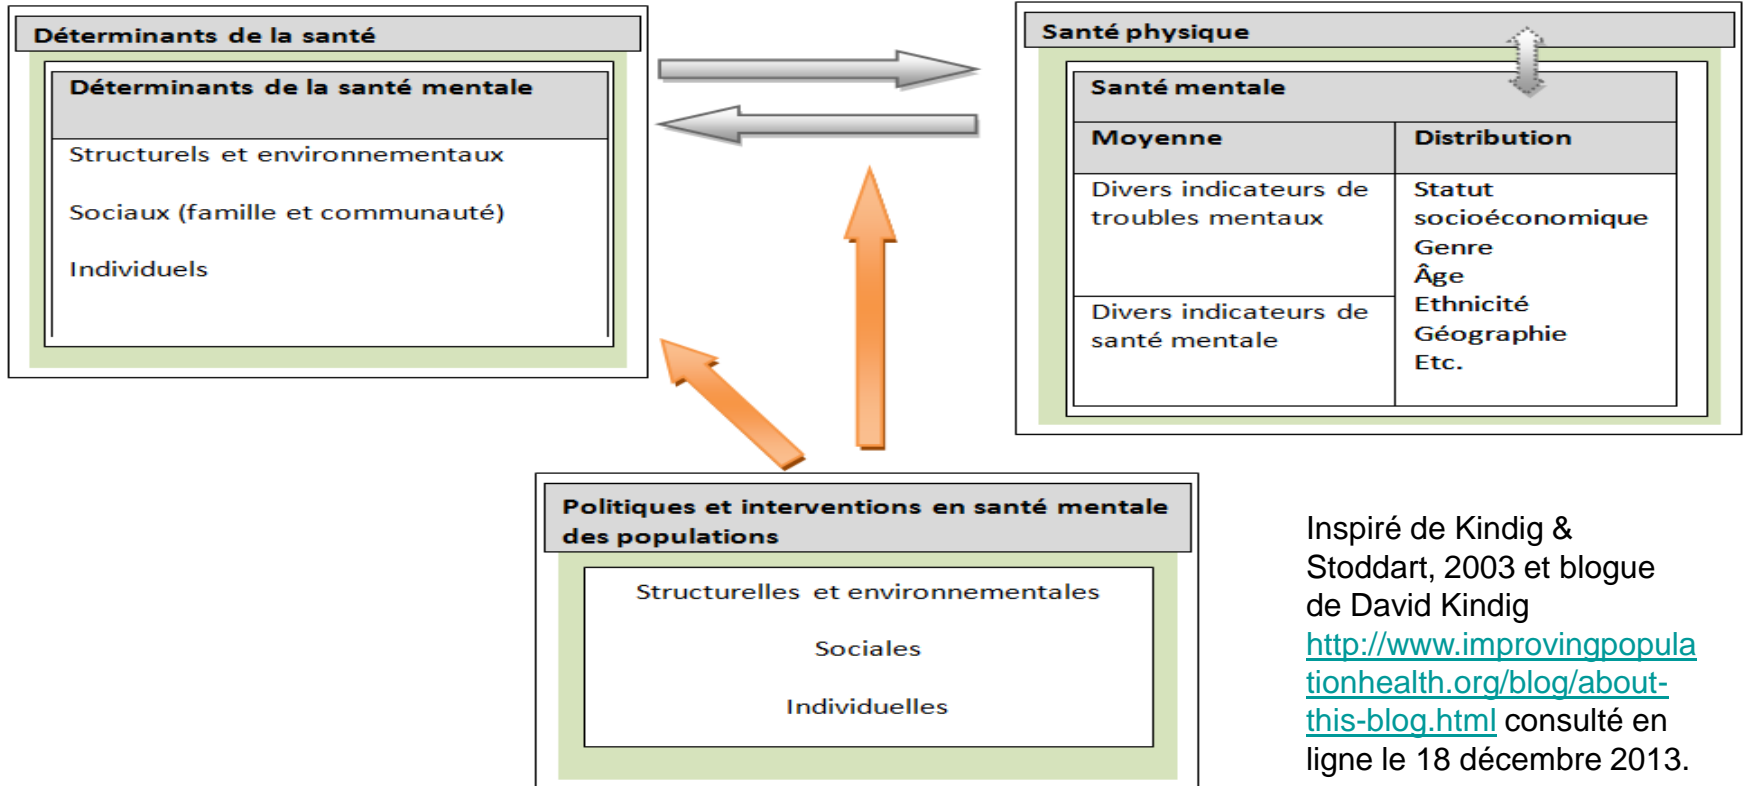 Déterminants de la santé
Déterminants de la santé mentale
Structurels et environnementaux
Sociaux (famille et communauté)
Individuels
Santé physique
Santé mentale
Moyenne
Distribution
Divers indicateurs de
troubles mentaux
Divers indicateurs de
santé mentale
Statut
socioéconomique
Genre
Âge
Ethnicité
Géographie
Etc.
Politiques et interventions en santé mentale
des populations
Structurelles et environnementales
Sociales
Individuelles
Inspiré de Kindig &
Stoddart, 2003 et blogue
de David Kindig
http://www.improvingpopula
tionhealth.org/blog/about-
this-blog.html consulté en
ligne le 18 décembre 2013.